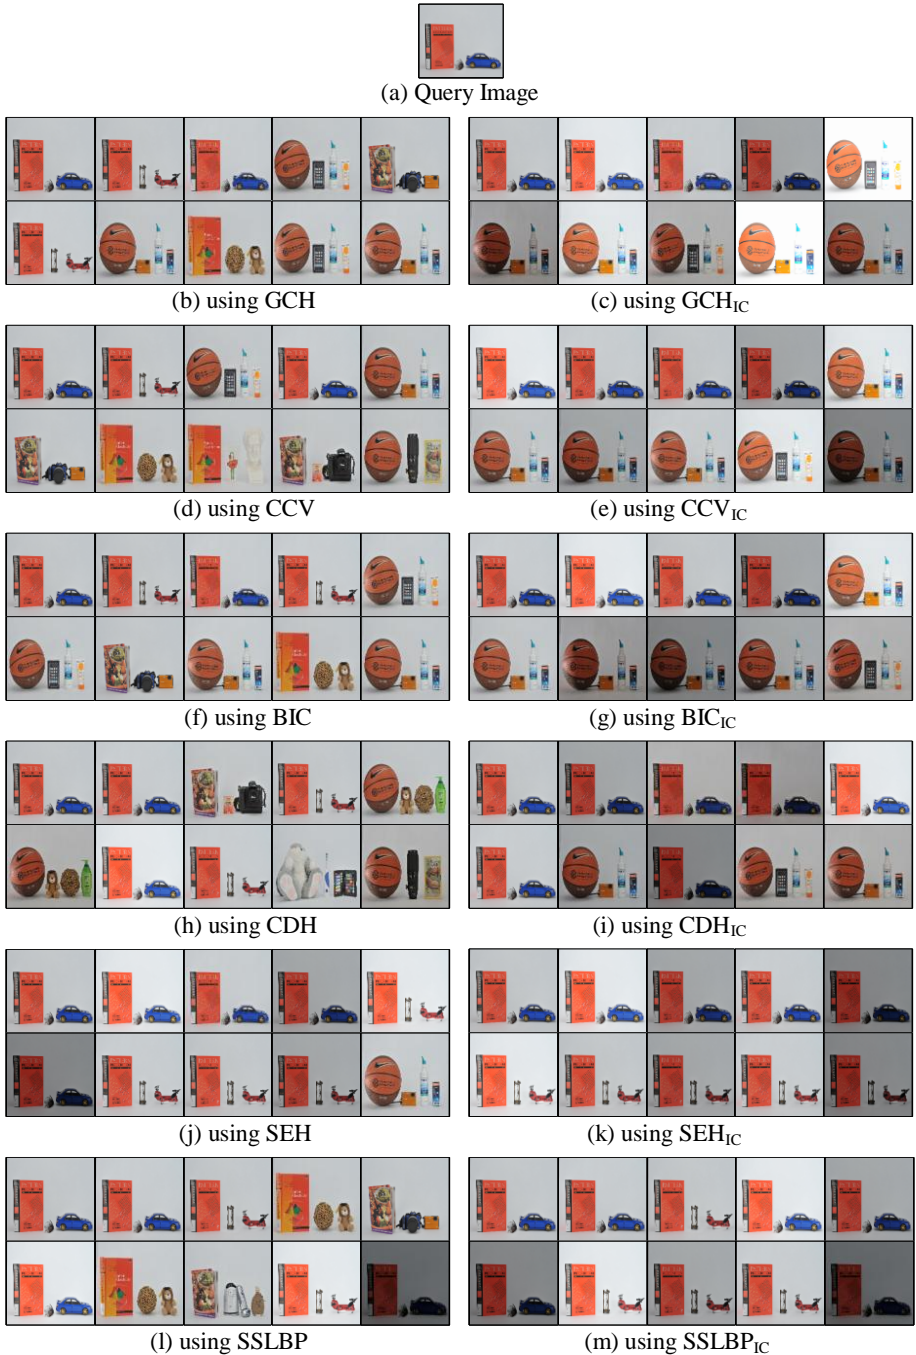 (a) Query Image
(b) using GCH
(c) using GCH_IC
(d) using CCV
(e) using CCV_IC
(f) using BIC
(g) using BIC_IC
(h) using CDH
(i) using CDH_IC
(j) using SEH
(k) using SEH_IC
(l) using SSLBP
(m) using SSLBP_IC